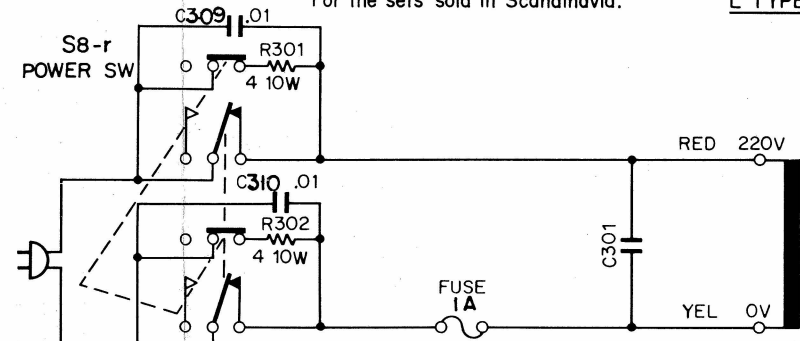 For the sets sold in Scandinavia.
E TYPE
C309 .01
S8-r
POWER SW
R301
4 10W
RED 220V
C310 .01
R302
4 10W
C301
FUSE
1A
YEL 0V